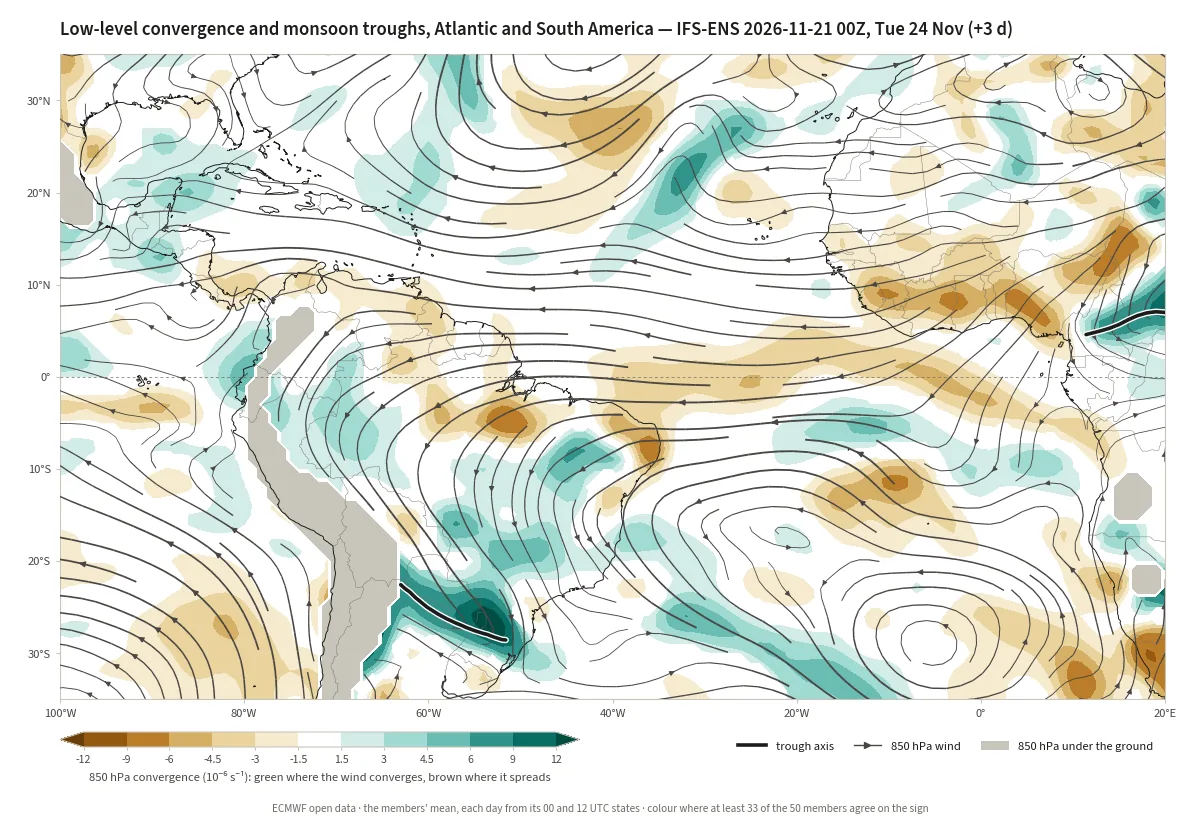 Low-level convergence and monsoon troughs, Atlantic and South America — IFS-ENS 2026-11-21 00Z, Tue 24 Nov (+3 d)
30°N
20°N
10°N
0°
10°S
20°S
30°S
100°W 80°W 60°W 40°W 20°W 0° 20°E
-12 -9 -6 -4.5 -3 -1.5 1.5 3 4.5 6 9 12
850 hPa convergence (10⁻⁶ s⁻¹): green where the wind converges, brown where it spreads
trough axis 850 hPa wind 850 hPa under the ground
ECMWF open data · the members' mean, each day from its 00 and 12 UTC states · colour where at least 33 of the 50 members agree on the sign